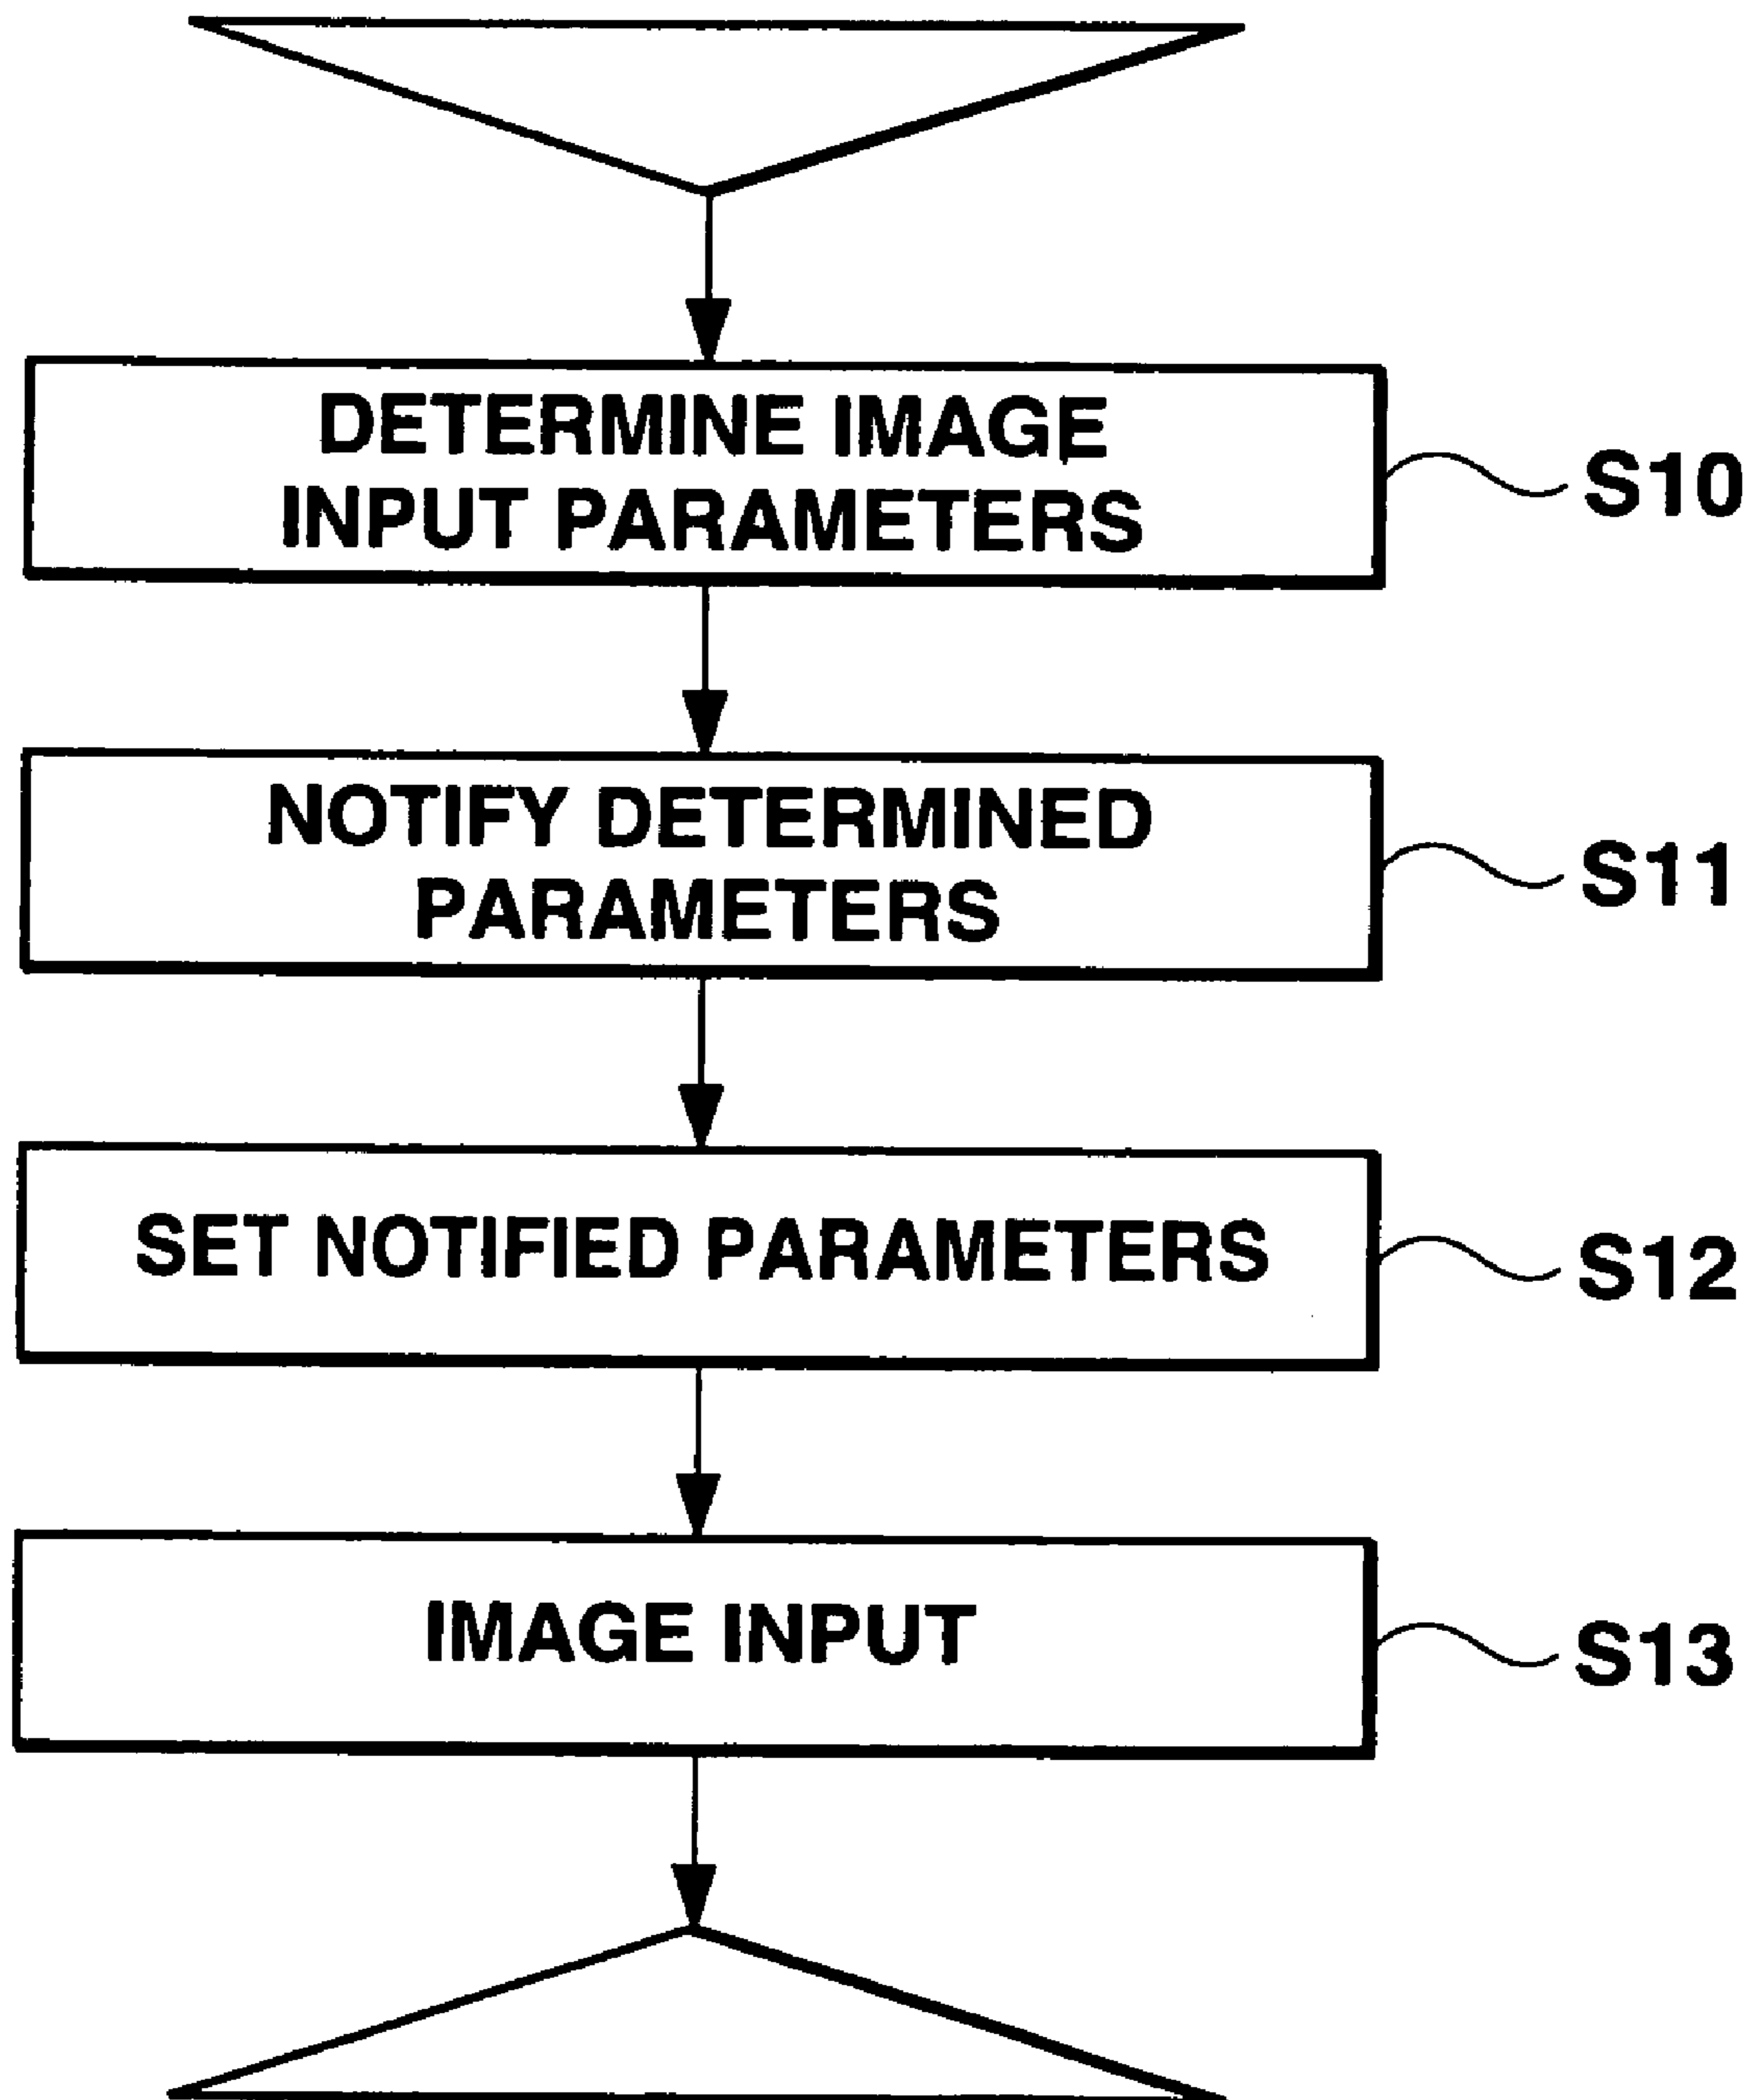 DETERMINE IMAGE
INPUT PARAMETERS
S10
NOTIFY DETERMINED
PARAMETERS
S11
SET NOTIFIED PARAMETERS
S12
IMAGE INPUT
S13